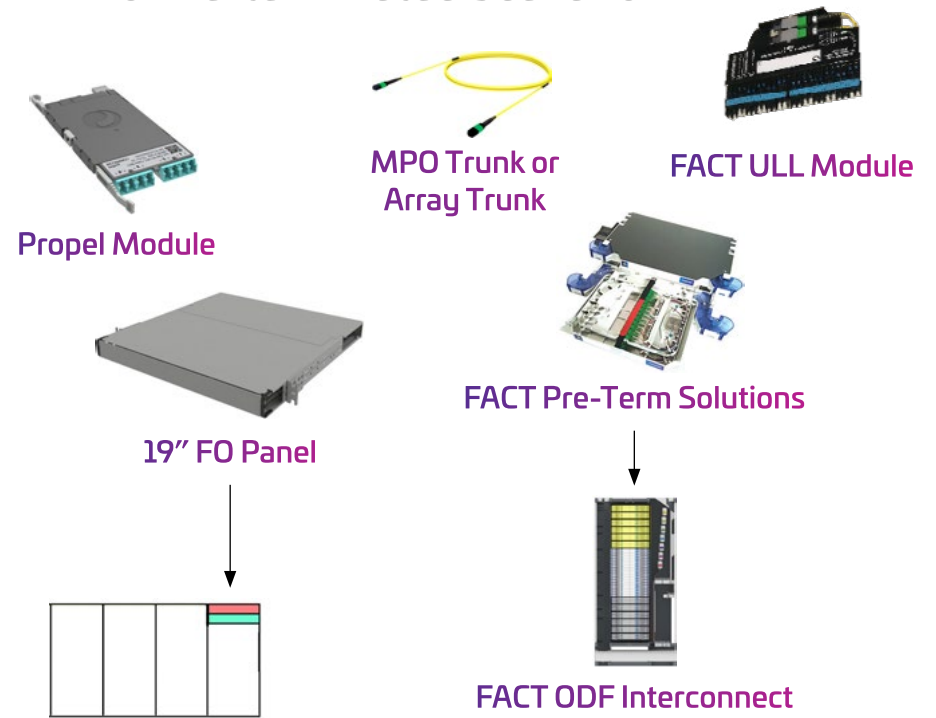 MPO Trunk or
Array Trunk
FACT ULL Module
Propel Module
FACT Pre-Term Solutions
19″ FO Panel
FACT ODF Interconnect